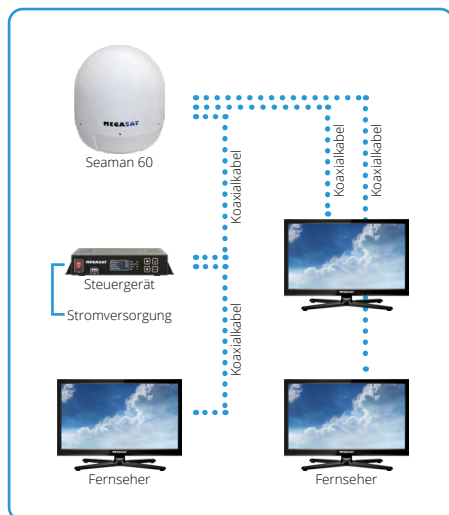 MEGASAT
Seaman 60
Koaxialkabel
Koaxialkabel
Koaxialkabel
MEGASAT
Steuergerät
Stromversorgung
Koaxialkabel
Fernseher
Fernseher